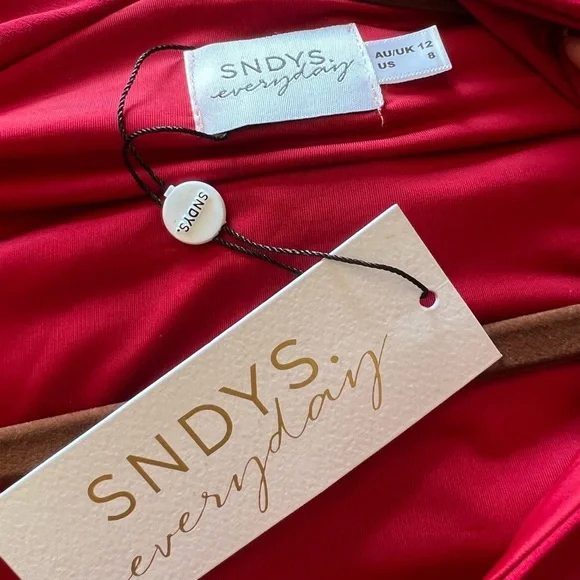 SNDYS.
everyday
AU/UK 12
US 8
SNDYS.
SNDYS.
everyday